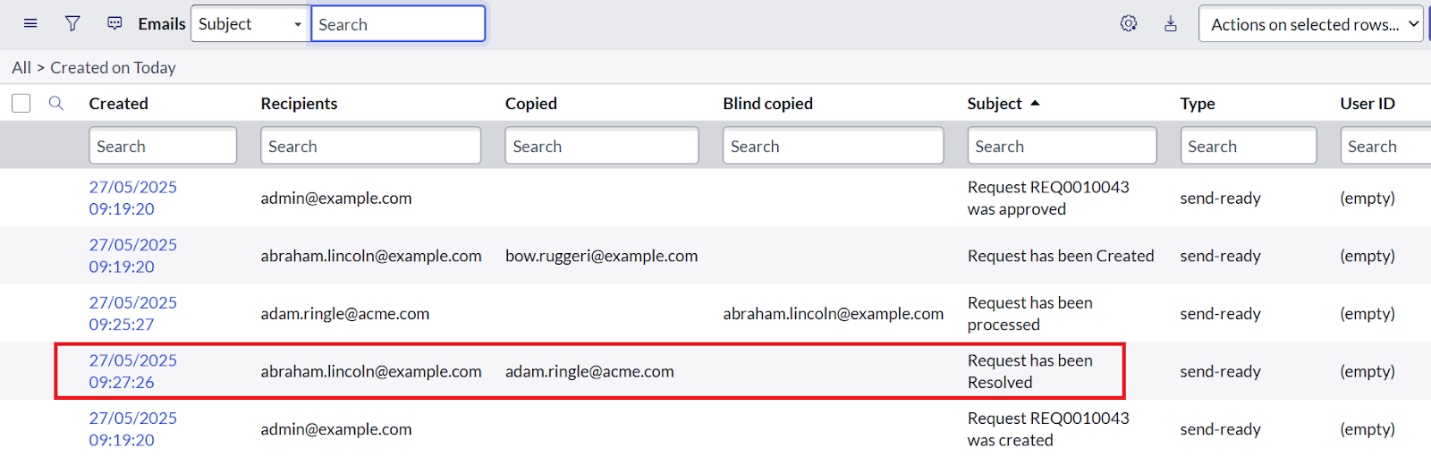 Emails Subject Search Actions on selected rows...
All > Created on Today
Created Recipients Copied Blind copied Subject Type User ID
Search Search Search Search Search Search Search
27/05/2025
09:19:20
admin@example.com
Request REQ0010043
was approved
send-ready
(empty)
27/05/2025
09:19:20
abraham.lincoln@example.com
bow.ruggeri@example.com
Request has been Created
send-ready
(empty)
27/05/2025
09:25:27
adam.ringle@acme.com
abraham.lincoln@example.com
Request has been
processed
send-ready
(empty)
27/05/2025
09:27:26
abraham.lincoln@example.com
adam.ringle@acme.com
Request has been
Resolved
send-ready
(empty)
27/05/2025
09:19:20
admin@example.com
Request REQ0010043
was created
send-ready
(empty)